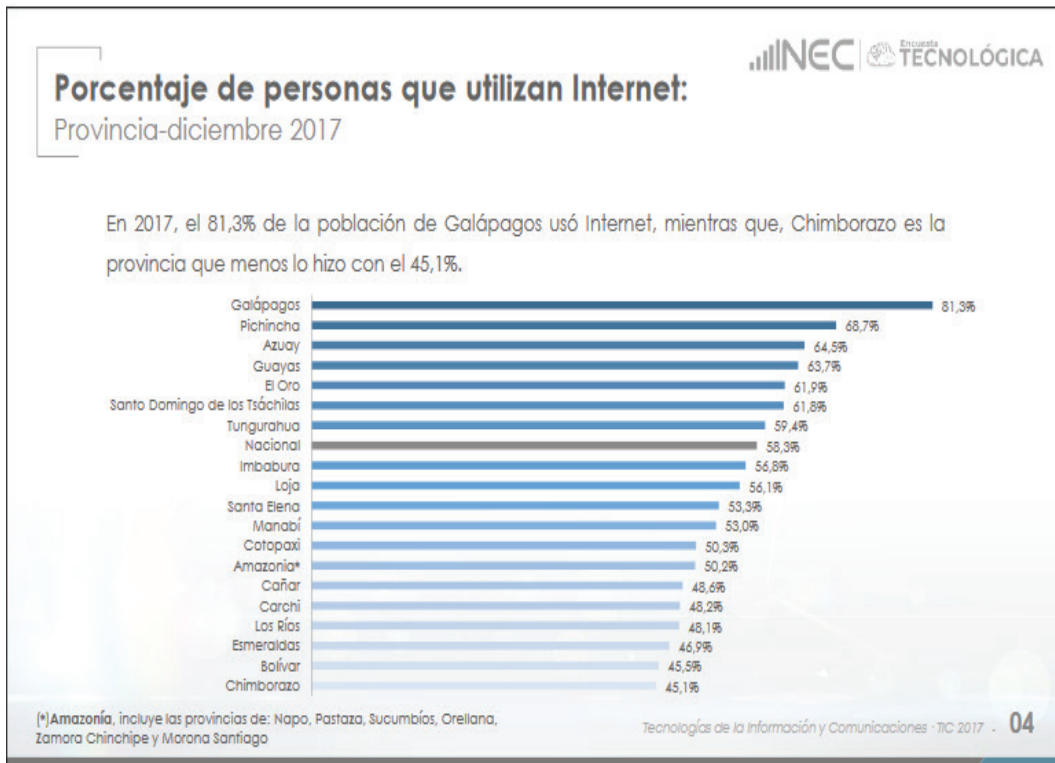 INEC
Encuesta
TECNOLÓGICA
Porcentaje de personas que utilizan Internet:
Provincia-diciembre 2017
En 2017, el 81,3% de la población de Galápagos usó Internet, mientras que, Chimborazo es la
provincia que menos lo hizo con el 45,1%.
Galápagos 81,3%
Pichincha 68,7%
Azuay 64,5%
Guayas 63,7%
El Oro 61,9%
Santo Domingo de los Tsáchilas 61,8%
Tungurahua 59,4%
Nacional 58,3%
Imbabura 56,8%
Loja 56,1%
Santa Elena 53,3%
Manabí 53,0%
Cotopaxi 50,3%
Amazonia* 50,2%
Cañar 48,6%
Carchi 48,2%
Los Ríos 48,1%
Esmeraldas 46,9%
Bolívar 45,5%
Chimborazo 45,1%
(*)Amazonía, incluye las provincias de: Napo, Pastaza, Sucumbíos, Orellana,
Zamora Chinchipe y Morona Santiago
Tecnologías de la Información y Comunicaciones - TIC 2017 . 04